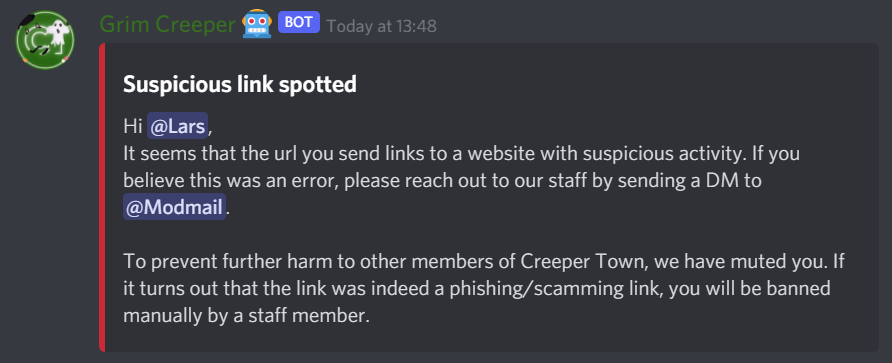 Grim Creeper BOT Today at 13:48
Suspicious link spotted
Hi @Lars,
It seems that the url you send links to a website with suspicious activity. If you
believe this was an error, please reach out to our staff by sending a DM to
@Modmail.
To prevent further harm to other members of Creeper Town, we have muted you. If
it turns out that the link was indeed a phishing/scamming link, you will be banned
manually by a staff member.